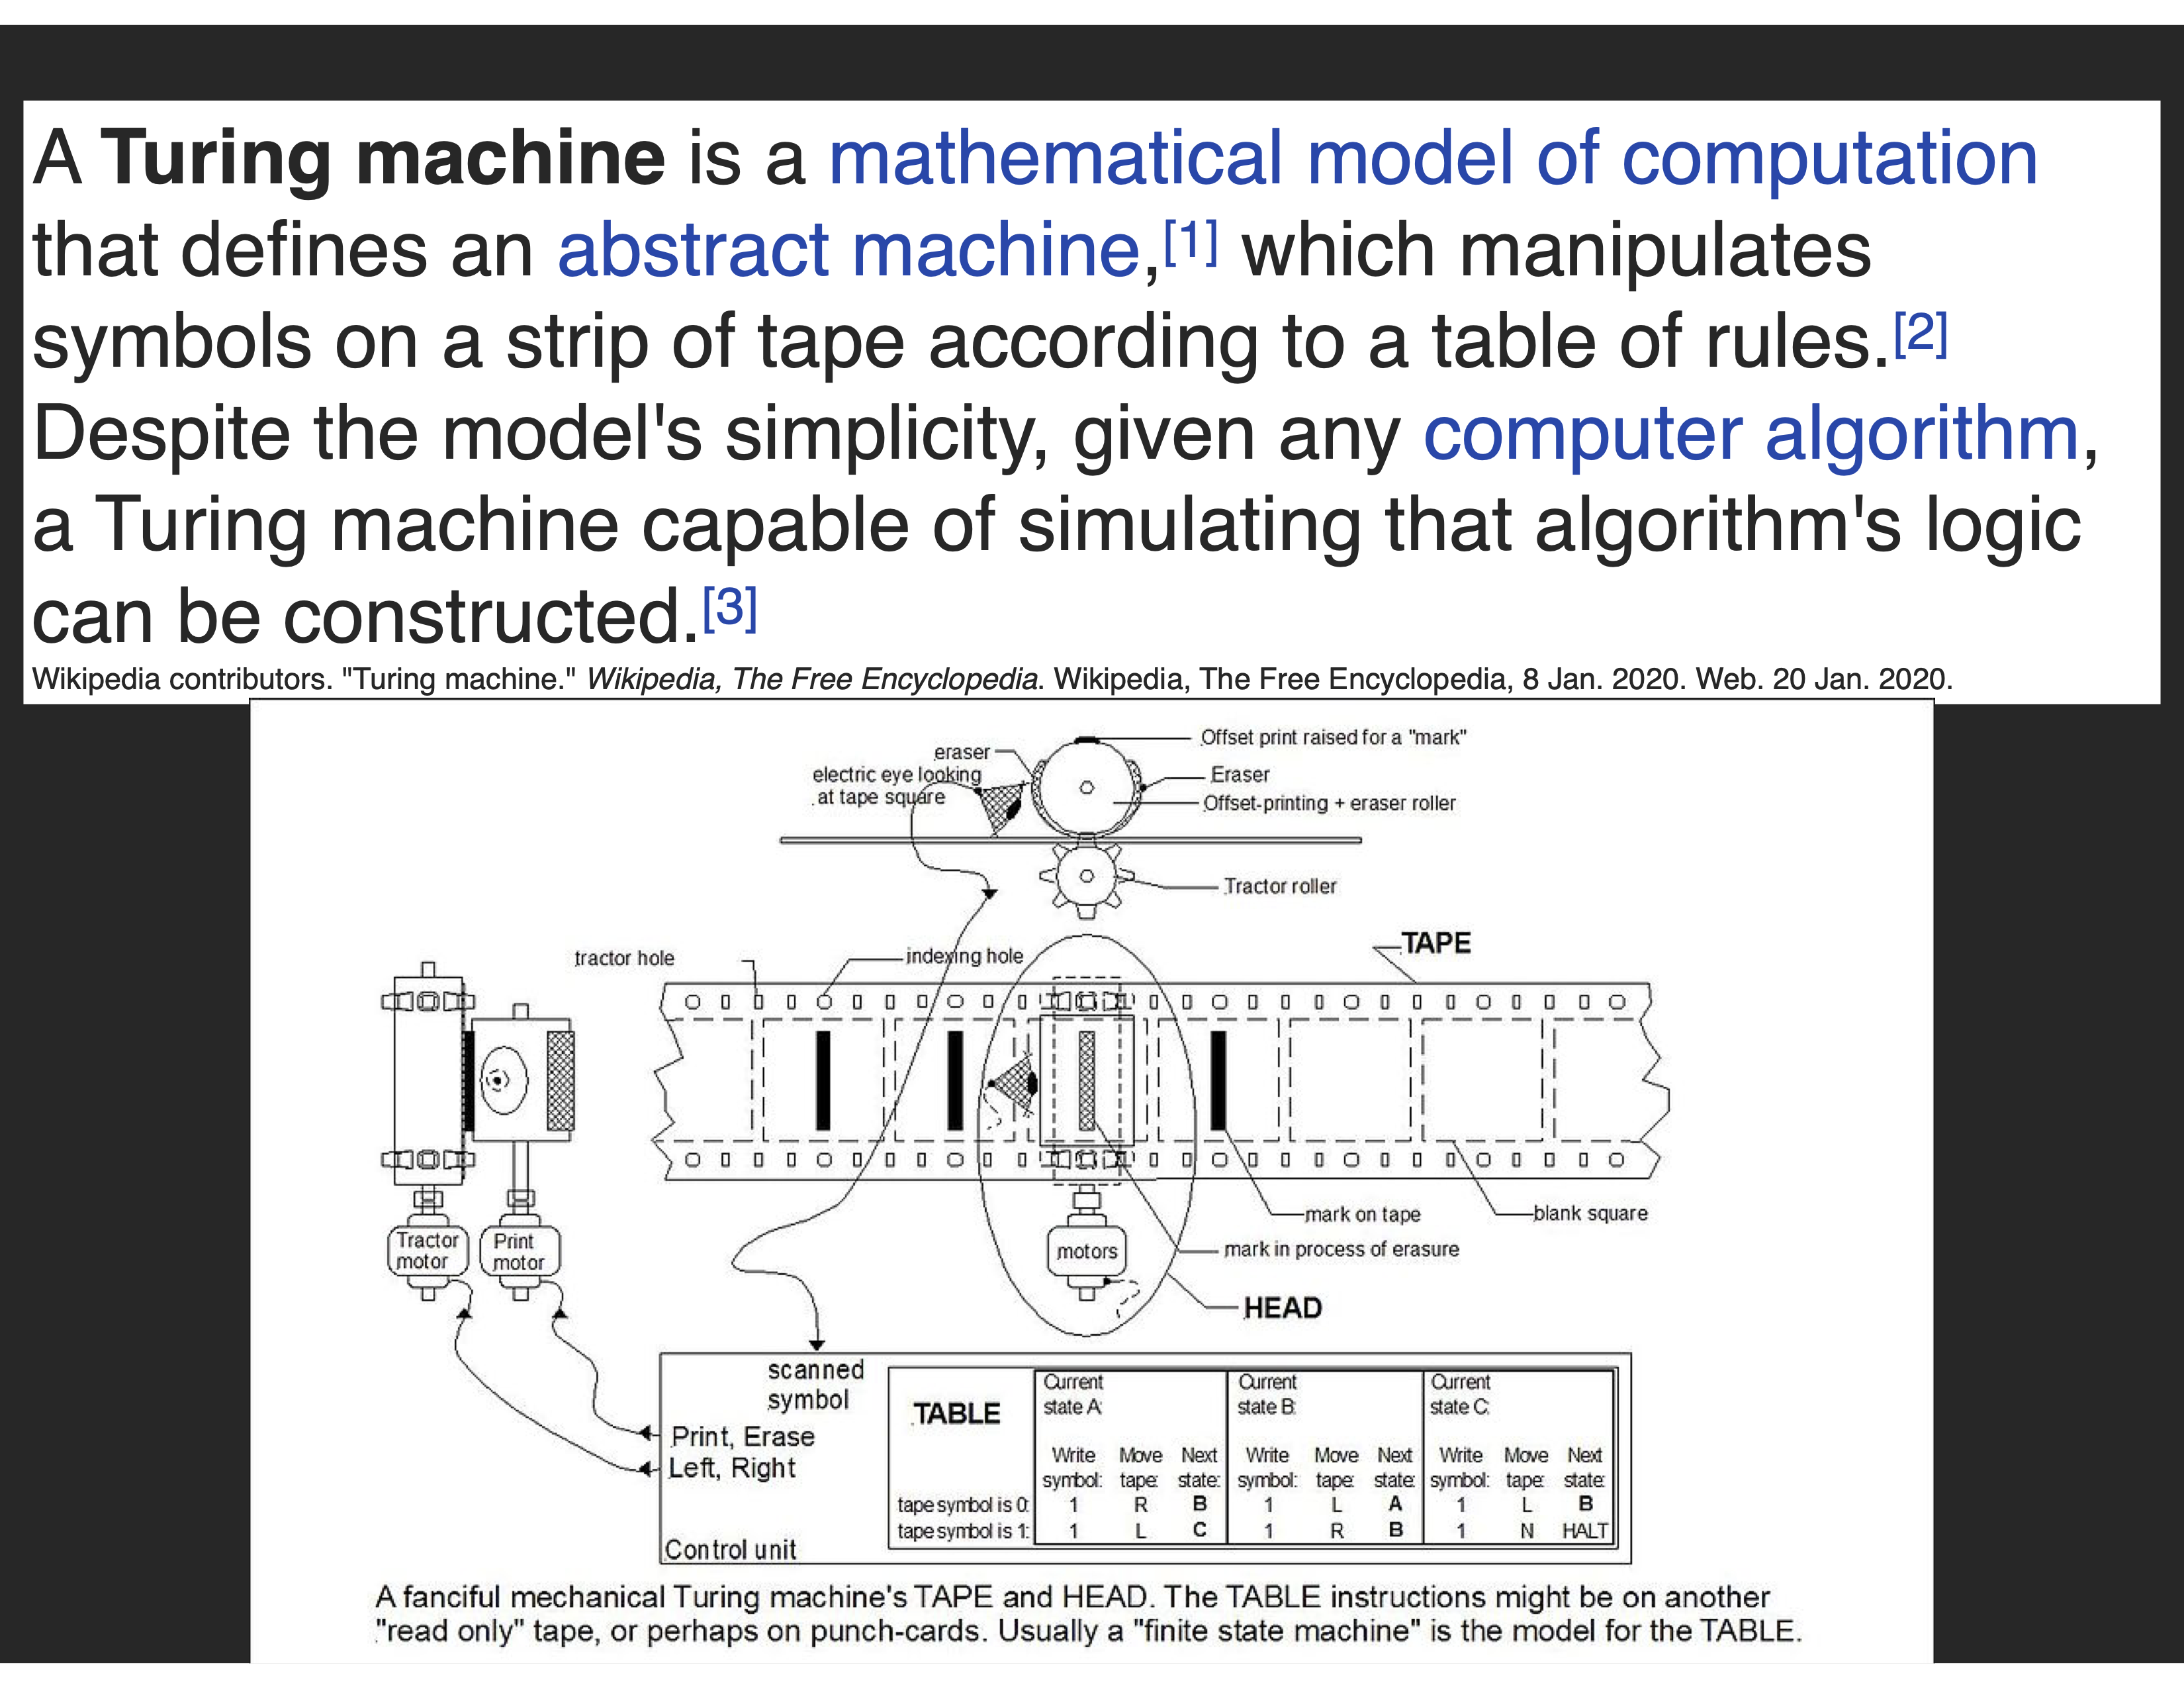 A Turing machine is a mathematical model of computation
that defines an abstract machine,[1] which manipulates
symbols on a strip of tape according to a table of rules.[2]
Despite the model's simplicity, given any computer algorithm,
a Turing machine capable of simulating that algorithm's logic
can be constructed.[3]
Wikipedia contributors. "Turing machine." Wikipedia, The Free Encyclopedia. Wikipedia, The Free Encyclopedia, 8 Jan. 2020. Web. 20 Jan. 2020.
Offset print raised for a "mark"
eraser
electric eye looking
at tape square
Eraser
Offset-printing + eraser roller
Tractor roller
TAPE
tractor hole
indexing hole
mark on tape
blank square
mark in process of erasure
Tractor
motor
Print
motor
motors
HEAD
scanned
symbol
Print, Erase
Left, Right
Control unit
TABLE
Current
state A:
Current
state B:
Current
state C:
Write Move Next Write Move Next Write Move Next
symbol: tape: state: symbol: tape: state: symbol: tape: state:
tape symbol is 0: 1 R B 1 L A 1 L B
tape symbol is 1: 1 L C 1 R B 1 N HALT
A fanciful mechanical Turing machine's TAPE and HEAD. The TABLE instructions might be on another
"read only" tape, or perhaps on punch-cards. Usually a "finite state machine" is the model for the TABLE.